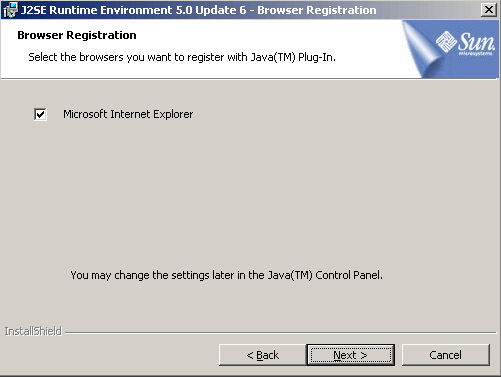 J2SE Runtime Environment 5.0 Update 6 - Browser Registration
Browser Registration
Select the browsers you want to register with Java(TM) Plug-In.
Sun
microsystems
Microsoft Internet Explorer
You may change the settings later in the Java(TM) Control Panel.
InstallShield
< Back Next > Cancel